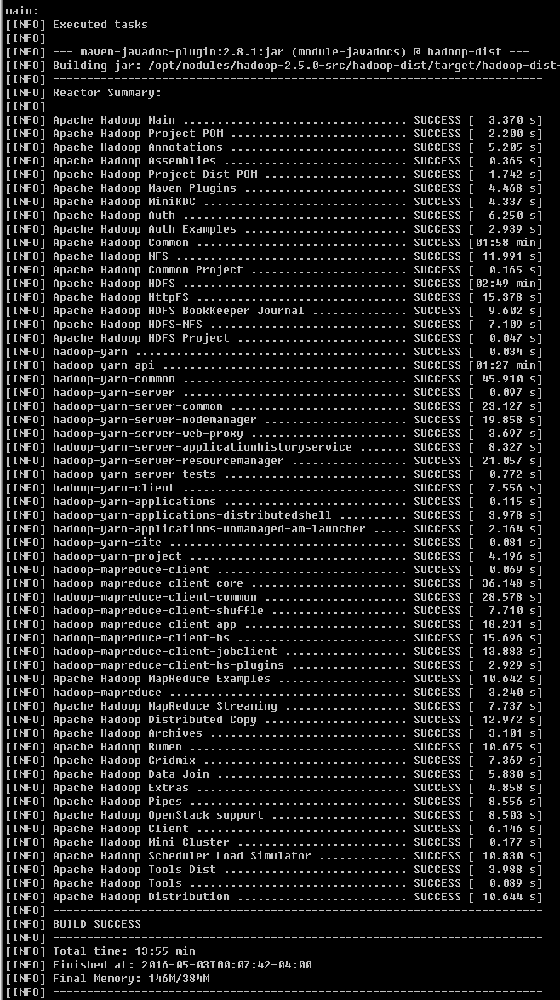 main:
[INFO] Executed tasks
[INFO]
[INFO] --- maven-javadoc-plugin:2.8.1:jar (module-javadocs) @ hadoop-dist ---
[INFO] Building jar: /opt/modules/hadoop-2.5.0-src/hadoop-dist/target/hadoop-dist-
[INFO] ------------------------------------------------------------------------
[INFO] Reactor Summary:
[INFO]
[INFO] Apache Hadoop Main ................................. SUCCESS [  3.370 s]
[INFO] Apache Hadoop Project POM .......................... SUCCESS [  2.200 s]
[INFO] Apache Hadoop Annotations .......................... SUCCESS [  5.205 s]
[INFO] Apache Hadoop Assemblies ........................... SUCCESS [  0.365 s]
[INFO] Apache Hadoop Project Dist POM ..................... SUCCESS [  1.742 s]
[INFO] Apache Hadoop Maven Plugins ........................ SUCCESS [  4.468 s]
[INFO] Apache Hadoop MiniKDC .............................. SUCCESS [  4.337 s]
[INFO] Apache Hadoop Auth ................................. SUCCESS [  6.250 s]
[INFO] Apache Hadoop Auth Examples ........................ SUCCESS [  2.939 s]
[INFO] Apache Hadoop Common ............................... SUCCESS [01:58 min]
[INFO] Apache Hadoop NFS .................................. SUCCESS [ 11.991 s]
[INFO] Apache Hadoop Common Project ....................... SUCCESS [  0.165 s]
[INFO] Apache Hadoop HDFS ................................. SUCCESS [02:49 min]
[INFO] Apache Hadoop HttpFS ............................... SUCCESS [ 15.378 s]
[INFO] Apache Hadoop HDFS BookKeeper Journal .............. SUCCESS [  9.602 s]
[INFO] Apache Hadoop HDFS-NFS ............................. SUCCESS [  7.109 s]
[INFO] Apache Hadoop HDFS Project ......................... SUCCESS [  0.047 s]
[INFO] hadoop-yarn ........................................ SUCCESS [  0.034 s]
[INFO] hadoop-yarn-api .................................... SUCCESS [01:27 min]
[INFO] hadoop-yarn-common ................................. SUCCESS [ 45.910 s]
[INFO] hadoop-yarn-server ................................. SUCCESS [  0.097 s]
[INFO] hadoop-yarn-server-common .......................... SUCCESS [ 23.127 s]
[INFO] hadoop-yarn-server-nodemanager ..................... SUCCESS [ 19.858 s]
[INFO] hadoop-yarn-server-web-proxy ....................... SUCCESS [  3.697 s]
[INFO] hadoop-yarn-server-applicationhistoryservice ....... SUCCESS [  8.327 s]
[INFO] hadoop-yarn-server-resourcemanager ................. SUCCESS [ 21.057 s]
[INFO] hadoop-yarn-server-tests ........................... SUCCESS [  0.772 s]
[INFO] hadoop-yarn-client ................................. SUCCESS [  7.556 s]
[INFO] hadoop-yarn-applications ........................... SUCCESS [  0.115 s]
[INFO] hadoop-yarn-applications-distributedshell .......... SUCCESS [  3.978 s]
[INFO] hadoop-yarn-applications-unmanaged-am-launcher ..... SUCCESS [  2.164 s]
[INFO] hadoop-yarn-site ................................... SUCCESS [  0.081 s]
[INFO] hadoop-yarn-project ................................ SUCCESS [  4.196 s]
[INFO] hadoop-mapreduce-client ............................ SUCCESS [  0.069 s]
[INFO] hadoop-mapreduce-client-core ....................... SUCCESS [ 36.148 s]
[INFO] hadoop-mapreduce-client-common ..................... SUCCESS [ 28.578 s]
[INFO] hadoop-mapreduce-client-shuffle .................... SUCCESS [  7.710 s]
[INFO] hadoop-mapreduce-client-app ........................ SUCCESS [ 18.231 s]
[INFO] hadoop-mapreduce-client-hs ......................... SUCCESS [ 15.696 s]
[INFO] hadoop-mapreduce-client-jobclient .................. SUCCESS [ 13.883 s]
[INFO] hadoop-mapreduce-client-hs-plugins ................. SUCCESS [  2.929 s]
[INFO] Apache Hadoop MapReduce Examples ................... SUCCESS [ 10.642 s]
[INFO] hadoop-mapreduce ................................... SUCCESS [  3.240 s]
[INFO] Apache Hadoop MapReduce Streaming .................. SUCCESS [  7.737 s]
[INFO] Apache Hadoop Distributed Copy ..................... SUCCESS [ 12.972 s]
[INFO] Apache Hadoop Archives ............................. SUCCESS [  3.101 s]
[INFO] Apache Hadoop Rumen ................................ SUCCESS [ 10.675 s]
[INFO] Apache Hadoop Gridmix .............................. SUCCESS [  7.369 s]
[INFO] Apache Hadoop Data Join ............................ SUCCESS [  5.830 s]
[INFO] Apache Hadoop Extras ............................... SUCCESS [  4.858 s]
[INFO] Apache Hadoop Pipes ................................ SUCCESS [  8.556 s]
[INFO] Apache Hadoop OpenStack support .................... SUCCESS [  8.503 s]
[INFO] Apache Hadoop Client ............................... SUCCESS [  6.146 s]
[INFO] Apache Hadoop Mini-Cluster ......................... SUCCESS [  0.177 s]
[INFO] Apache Hadoop Scheduler Load Simulator ............. SUCCESS [ 10.830 s]
[INFO] Apache Hadoop Tools Dist ........................... SUCCESS [  3.988 s]
[INFO] Apache Hadoop Tools ................................ SUCCESS [  0.089 s]
[INFO] Apache Hadoop Distribution ......................... SUCCESS [ 10.644 s]
[INFO] ------------------------------------------------------------------------
[INFO] BUILD SUCCESS
[INFO] ------------------------------------------------------------------------
[INFO] Total time: 13:55 min
[INFO] Finished at: 2016-05-03T00:07:42-04:00
[INFO] Final Memory: 146M/384M
[INFO] ------------------------------------------------------------------------